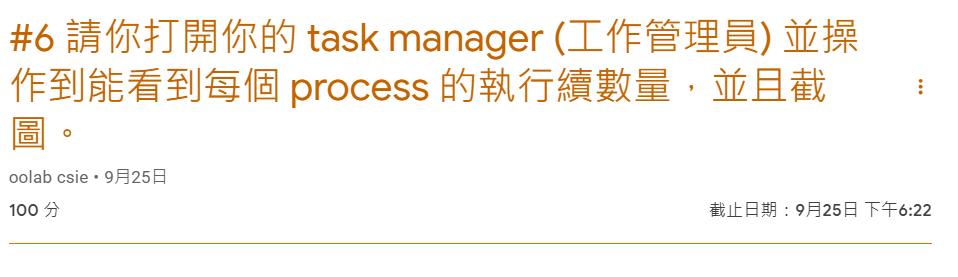 #6 請你打開你的 task manager (工作管理員) 並操
作到能看到每個 process 的執行續數量，並且截
圖。
oolab csie • 9月25日
100 分
截止日期：9月25日 下午6:22